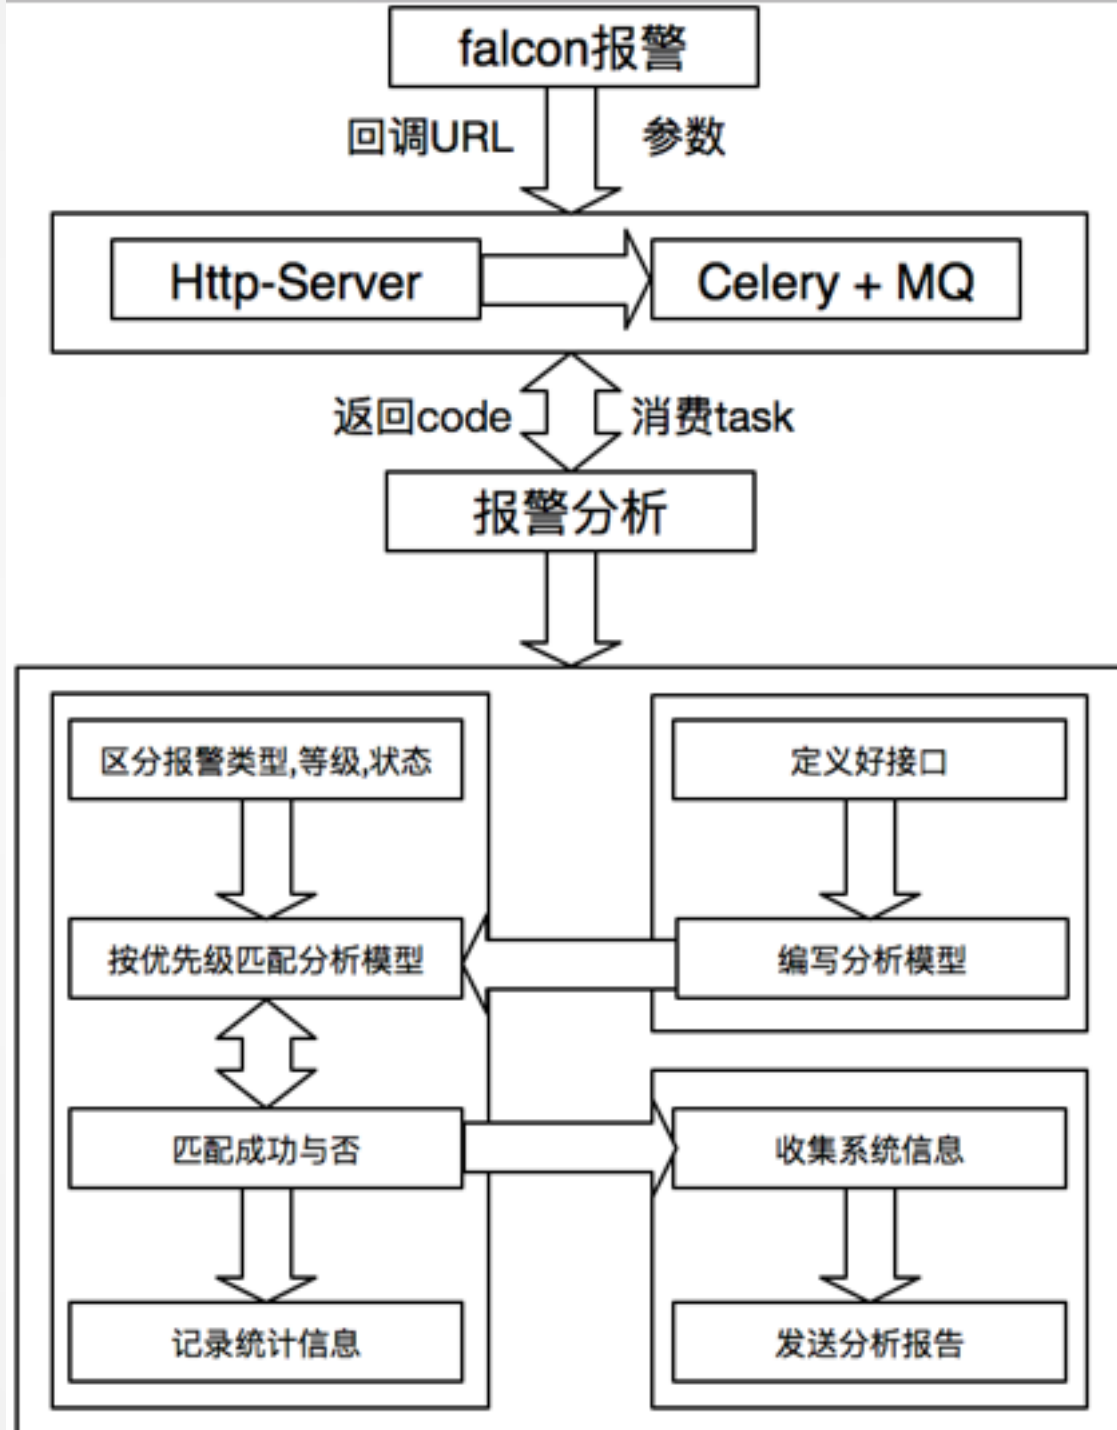 falcon报警
回调URL 参数
Http-Server Celery + MQ
返回code 消费task
报警分析
区分报警类型,等级,状态
定义好接口
按优先级匹配分析模型
编写分析模型
匹配成功与否
收集系统信息
记录统计信息
发送分析报告